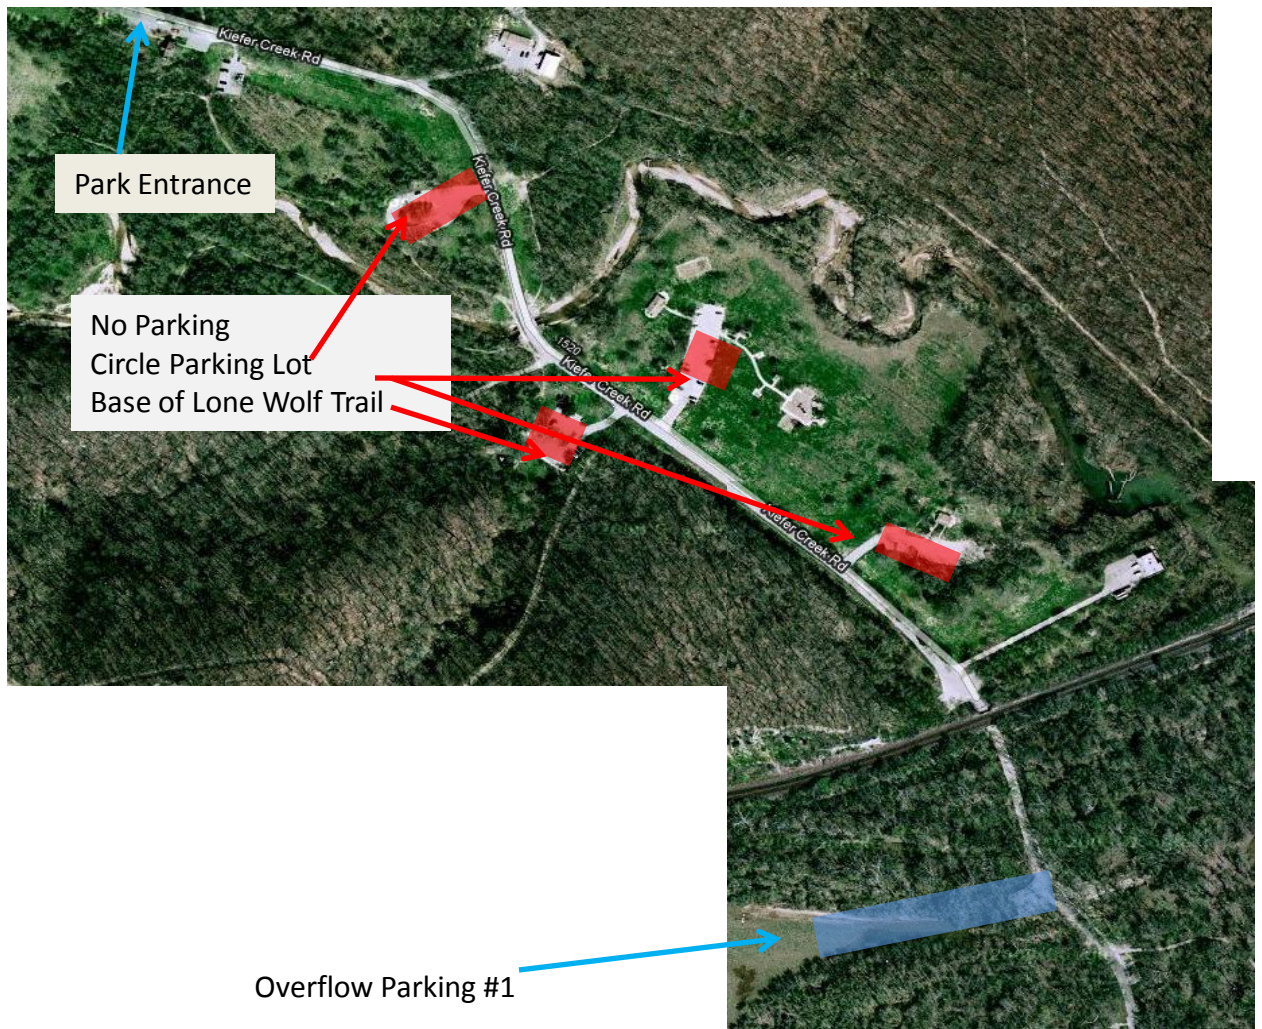 Kiefer Creek Rd
Park Entrance
Kiefer Creek Rd
No Parking
Circle Parking Lot
Base of Lone Wolf Trail
1520
Kiefer Creek Rd
Kiefer Creek Rd
Overflow Parking #1